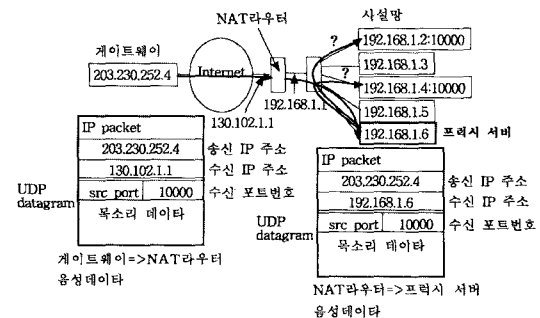 NAT라우터
사설망
게이트웨이
203.230.252.4
Internet
130.102.1.1
192.168.1.1
?
?
192.168.1.2:10000
192.168.1.3
192.168.1.4:10000
192.168.1.5
192.168.1.6
프럭시 서버
IP packet
203.230.252.4 송신 IP 주소
130.102.1.1 수신 IP 주소
UDP datagram
src port 10000 수신 포트번호
목소리 데이타
게이트웨이=>NAT라우터
음성데이타
IP packet
203.230.252.4 송신 IP 주소
192.168.1.6 수신 IP 주소
UDP datagram
src port 10000 수신 포트번호
목소리 데이타
NAT라우터=>프럭시 서버
음성데이타